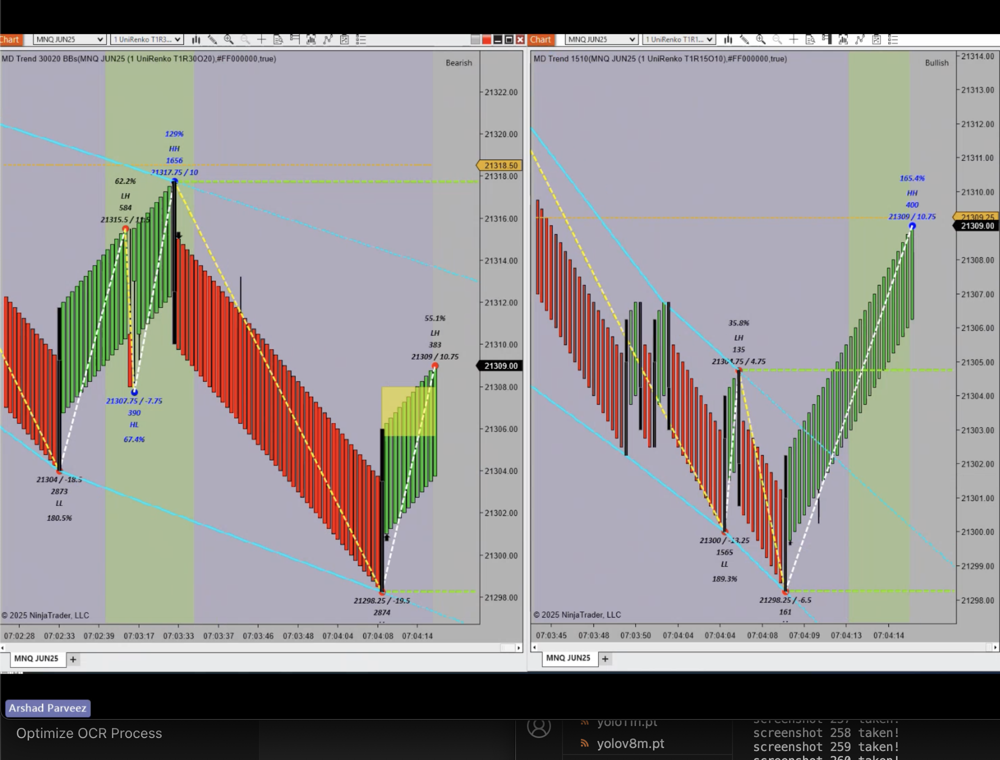 Chart
MNQ JUN25
1 UniRenko T1R3...
MD Trend 30020 BBs(MNQ JUN25 (1 UniRenko T1R30O20),#FF000000,true)
Bearish
21322.00
21320.00
21318.50
21318.00
21316.00
21314.00
21312.00
21310.00
21309.00
21308.00
21306.00
21304.00
21302.00
21300.00
21298.00
129%
HH
1656
21317.75 / 10
62.2%
LH
584
21315.5 / 11.5
21307.75 / -7.75
390
HL
67.4%
21304 / -18.5
2873
LL
180.5%
55.1%
LH
383
21309 / 10.75
21298.25 / -19.5
2874
© 2025 NinjaTrader, LLC
07:02:28
07:02:33
07:02:39
07:03:17
07:03:33
07:03:37
07:03:46
07:03:48
07:04:04
07:04:08
07:04:14
MNQ JUN25
+
Chart
MNQ JUN25
1 UniRenko T1R1...
MD Trend 1510(MNQ JUN25 (1 UniRenko T1R15O10),#FF000000,true)
Bullish
21314.00
21313.00
21312.00
21311.00
21310.00
21309.25
21309.00
21308.00
21307.00
21306.00
21305.00
21304.00
21303.00
21302.00
21301.00
21300.00
21299.00
21298.00
165.4%
HH
400
21309 / 10.75
35.8%
LH
135
21304.75 / 4.75
1565
LL
189.3%
21298.25 / -6.5
161
© 2025 NinjaTrader, LLC
07:03:45
07:03:48
07:03:50
07:04:04
07:04:04
07:04:09
07:04:13
07:04:14
MNQ JUN25
+
Arshad Parveez
Optimize OCR Process
yolo11n.pt
yolov8m.pt
screenshot 257 taken!
screenshot 258 taken!
screenshot 259 taken!
screenshot 260 taken!